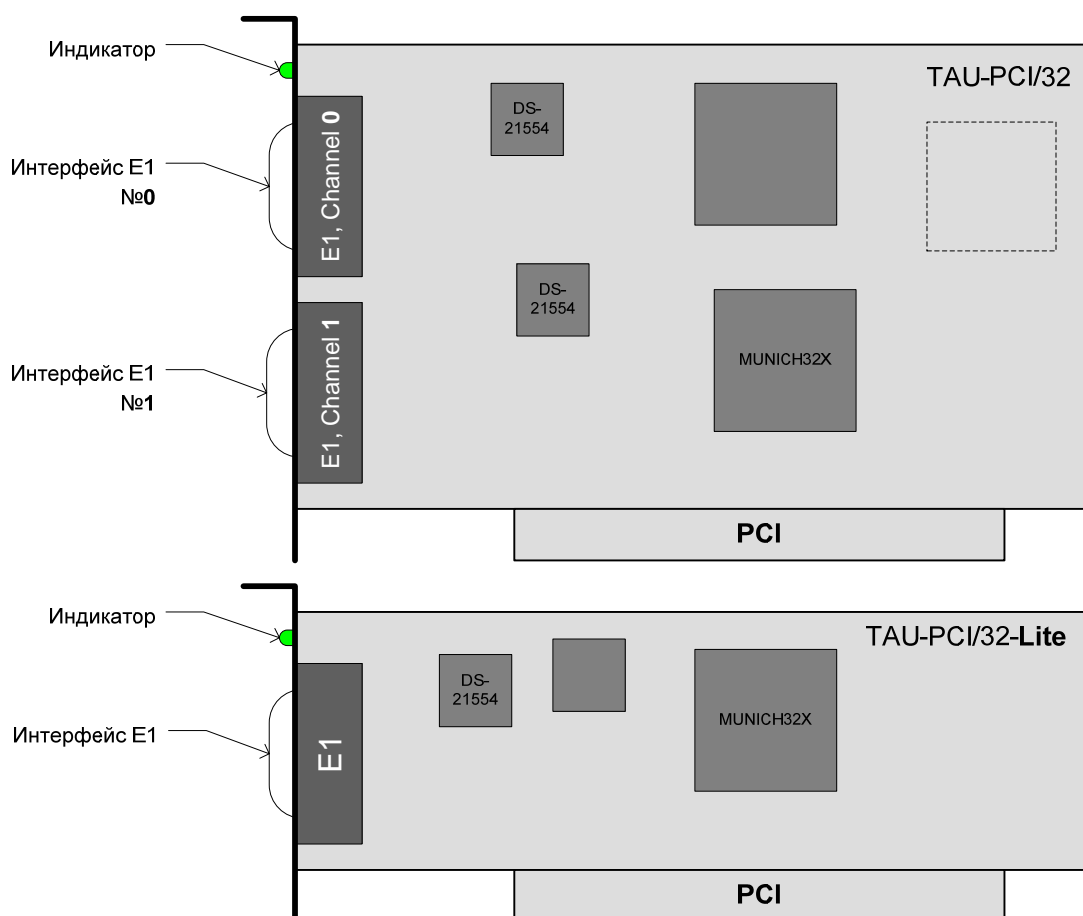 Индикатор
TAU-PCI/32
DS-
21554
E1, Channel 0
Интерфейс E1
№0
DS-
21554
MUNICH32X
E1, Channel 1
Интерфейс E1
№1
PCI
Индикатор
TAU-PCI/32-Lite
DS-
21554
MUNICH32X
Интерфейс E1
E1
PCI